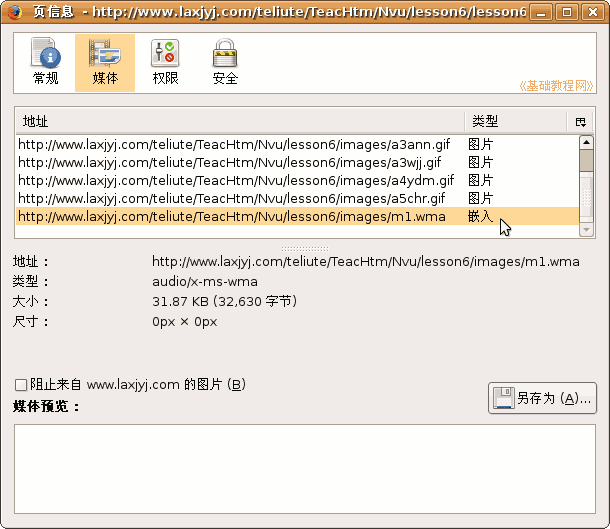 页信息 - http://www.laxjyj.com/teliute/TeacHtm/Nvu/lesson6/lesson6
常规 媒体 权限 安全
《基础教程网》
地址 类型
http://www.laxjyj.com/teliute/TeacHtm/Nvu/lesson6/images/a3ann.gif 图片
http://www.laxjyj.com/teliute/TeacHtm/Nvu/lesson6/images/a3wjj.gif 图片
http://www.laxjyj.com/teliute/TeacHtm/Nvu/lesson6/images/a4ydm.gif 图片
http://www.laxjyj.com/teliute/TeacHtm/Nvu/lesson6/images/a5chr.gif 图片
http://www.laxjyj.com/teliute/TeacHtm/Nvu/lesson6/images/m1.wma 嵌入
地址： http://www.laxjyj.com/teliute/TeacHtm/Nvu/lesson6/images/m1.wma
类型： audio/x-ms-wma
大小： 31.87 KB (32,630 字节)
尺寸： 0px × 0px
阻止来自 www.laxjyj.com 的图片 (B)
另存为 (A)...
媒体预览：